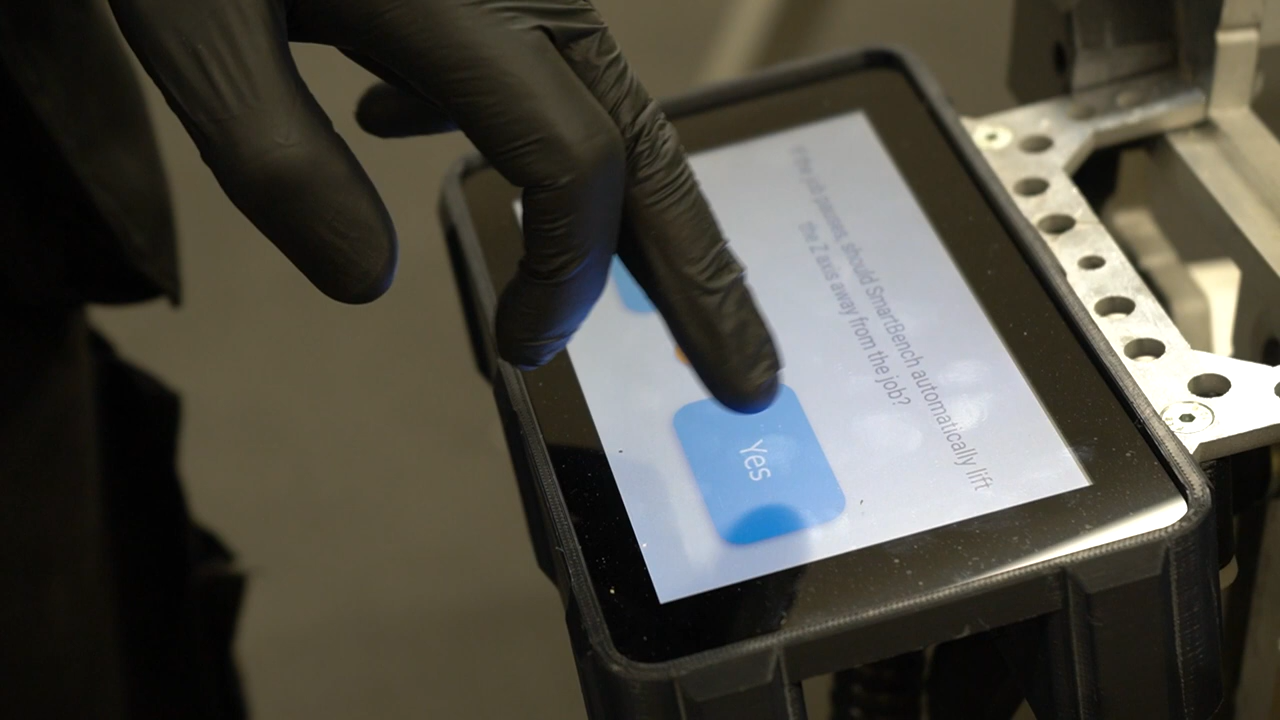 If the job pauses, should SmartBench automatically lift
the Z axis away from the job?
Yes